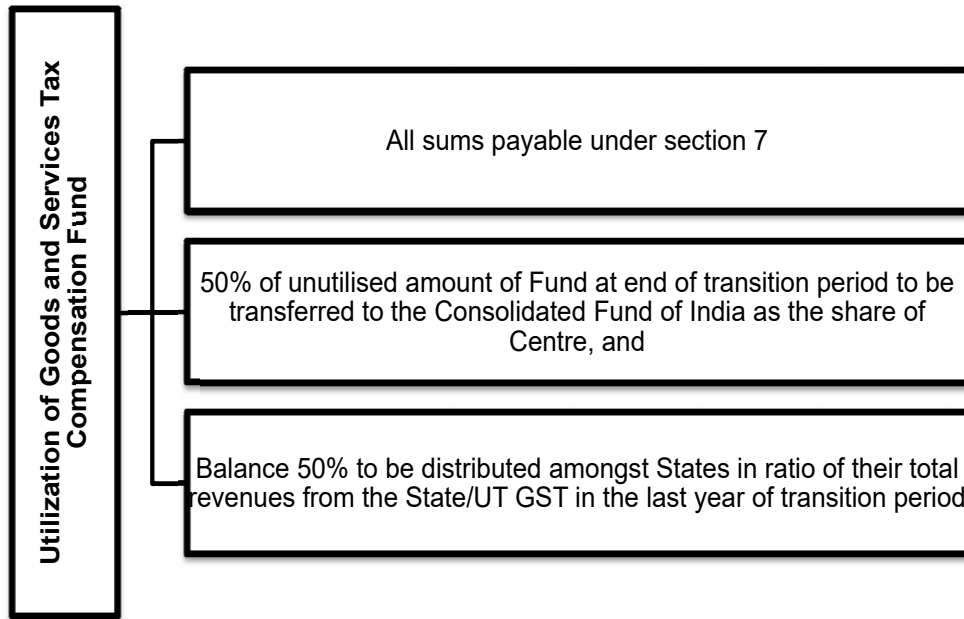 Utilization of Goods and Services Tax
Compensation Fund
All sums payable under section 7
50% of unutilised amount of Fund at end of transition period to be
transferred to the Consolidated Fund of India as the share of
Centre, and
Balance 50% to be distributed amongst States in ratio of their total
revenues from the State/UT GST in the last year of transition period